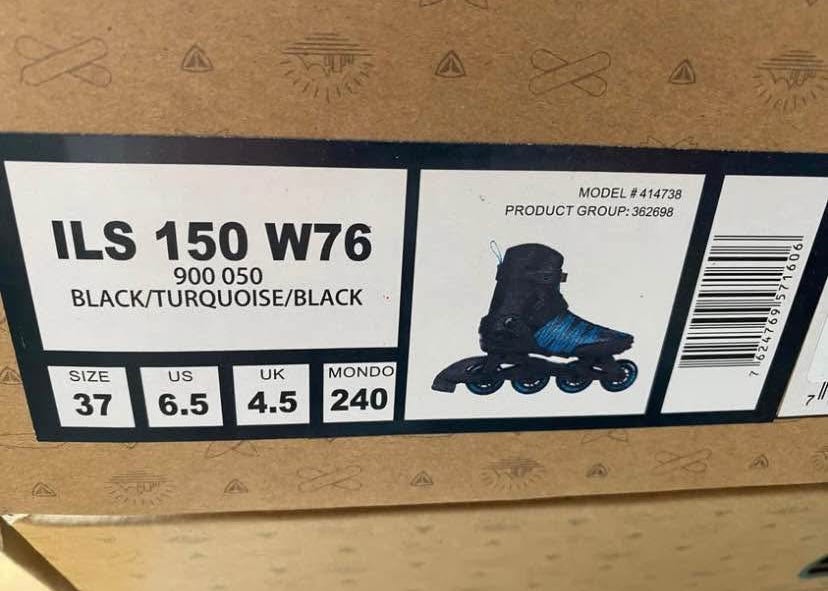 ILS 150 W76
900 050
BLACK/TURQUOISE/BLACK
SIZE
37
US
6.5
UK
4.5
MONDO
240
MODEL # 414738
PRODUCT GROUP: 362698
7 624769 571606
7